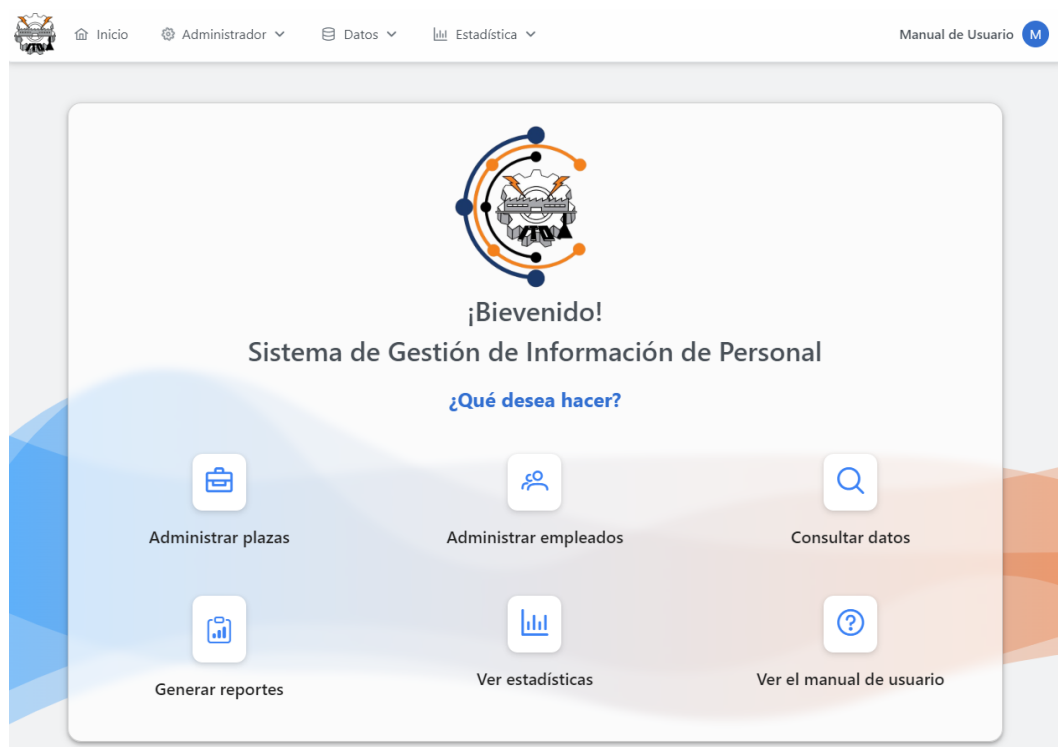 Inicio
Administrador
Datos
Estadística
Manual de Usuario
M
¡Bievenido!
Sistema de Gestión de Información de Personal
¿Qué desea hacer?
Administrar plazas
Administrar empleados
Consultar datos
Generar reportes
Ver estadísticas
Ver el manual de usuario